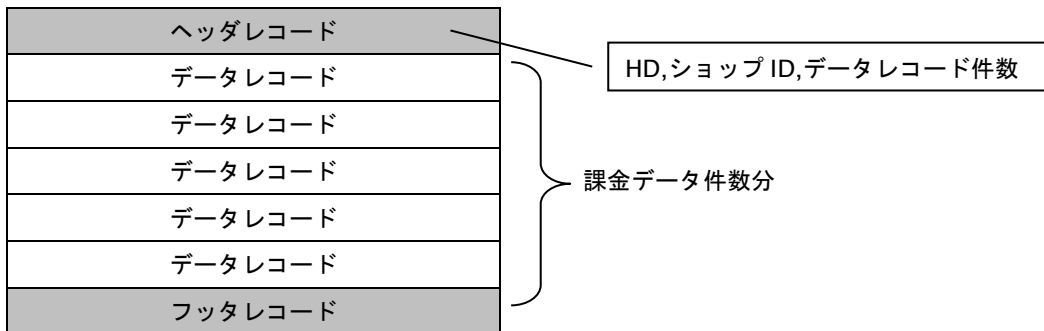 ヘッダレコード
HD,ショップ ID,データレコード件数
データレコード
データレコード
データレコード
課金データ件数分
データレコード
データレコード
フッタレコード